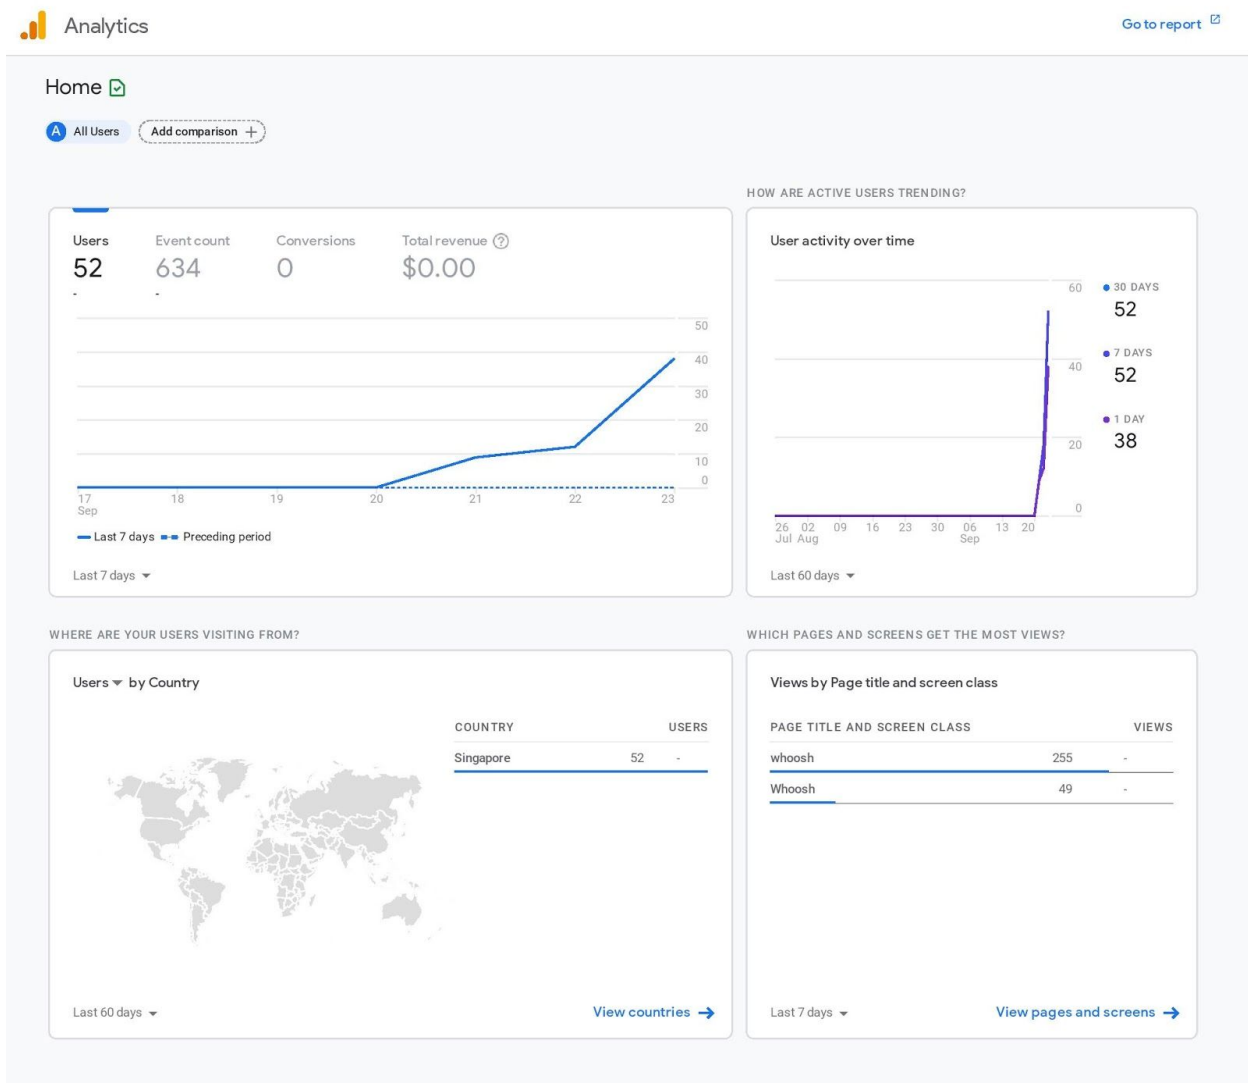 Analytics
Go to report
Home
A All Users Add comparison +
HOW ARE ACTIVE USERS TRENDING?
Users Event count Conversions Total revenue ?
52 634 0 $0.00
- -
50
40
30
20
10
0
17 18 19 20 21 22 23
Sep
Last 7 days Preceding period
Last 7 days
User activity over time
60
40
20
0
30 DAYS
52
7 DAYS
52
1 DAY
38
26 02 09 16 23 30 06 13 20
Jul Aug Sep
Last 60 days
WHERE ARE YOUR USERS VISITING FROM?
Users by Country
COUNTRY USERS
Singapore 52 -
Last 60 days
View countries
WHICH PAGES AND SCREENS GET THE MOST VIEWS?
Views by Page title and screen class
PAGE TITLE AND SCREEN CLASS VIEWS
whoosh 255 -
Whoosh 49 -
Last 7 days
View pages and screens